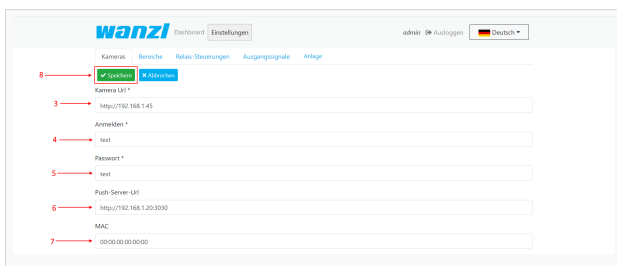 wanzl Dashboard Einstellungen admin Ausloggen Deutsch
Kameras Bereiche Relais-Steuerungen Ausgangssignale Anlage
8 Speichern Abbrechen
Kamera Url *
3 http://192.168.1.45
Anmelden *
4 test
Passwort *
5 test
Push-Server-Url
6 http://192.168.1.20:3030
MAC
7 00:00:00:00:00:00